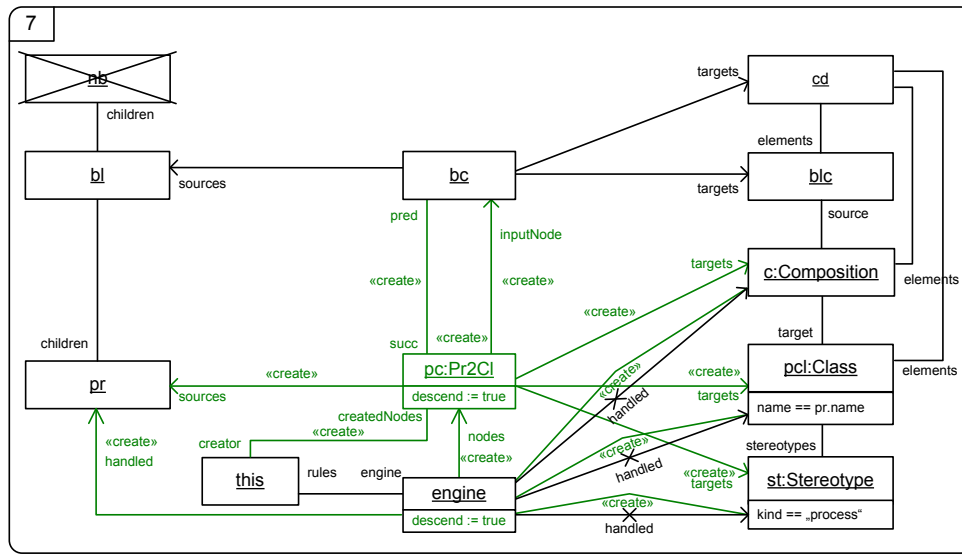 7
nb
children
targets
cd
elements
bl
sources
bc
targets
blc
pred
inputNode
source
«create»
«create»
targets
c:Composition
elements
«create»
children
succ
«create»
target
pr
«create»
sources
pc:Pr2Cl
descend := true
«create»
handled
«create»
targets
pcl:Class
name == pr.name
elements
createdNodes
«create»
creator
nodes
«create»
«create»
handled
stereotypes
«create»
handled
this
rules
engine
engine
descend := true
«create»
handled
«create»
targets
st:Stereotype
kind == „process“